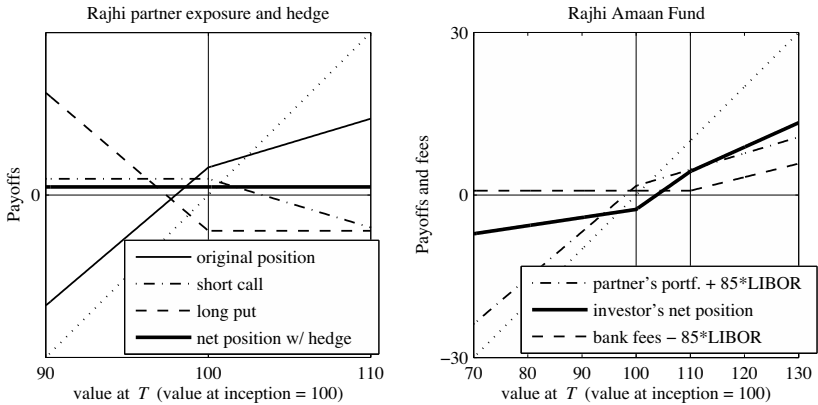 Rajhi partner exposure and hedge
Payoffs
0
original position
short call
long put
net position w/ hedge
90
100
110
value at T (value at inception = 100)
Rajhi Amaan Fund
Payoffs and fees
30
0
−30
partner's portf. + 85*LIBOR
investor's net position
bank fees − 85*LIBOR
70
80
90
100
110
120
130
value at T (value at inception = 100)